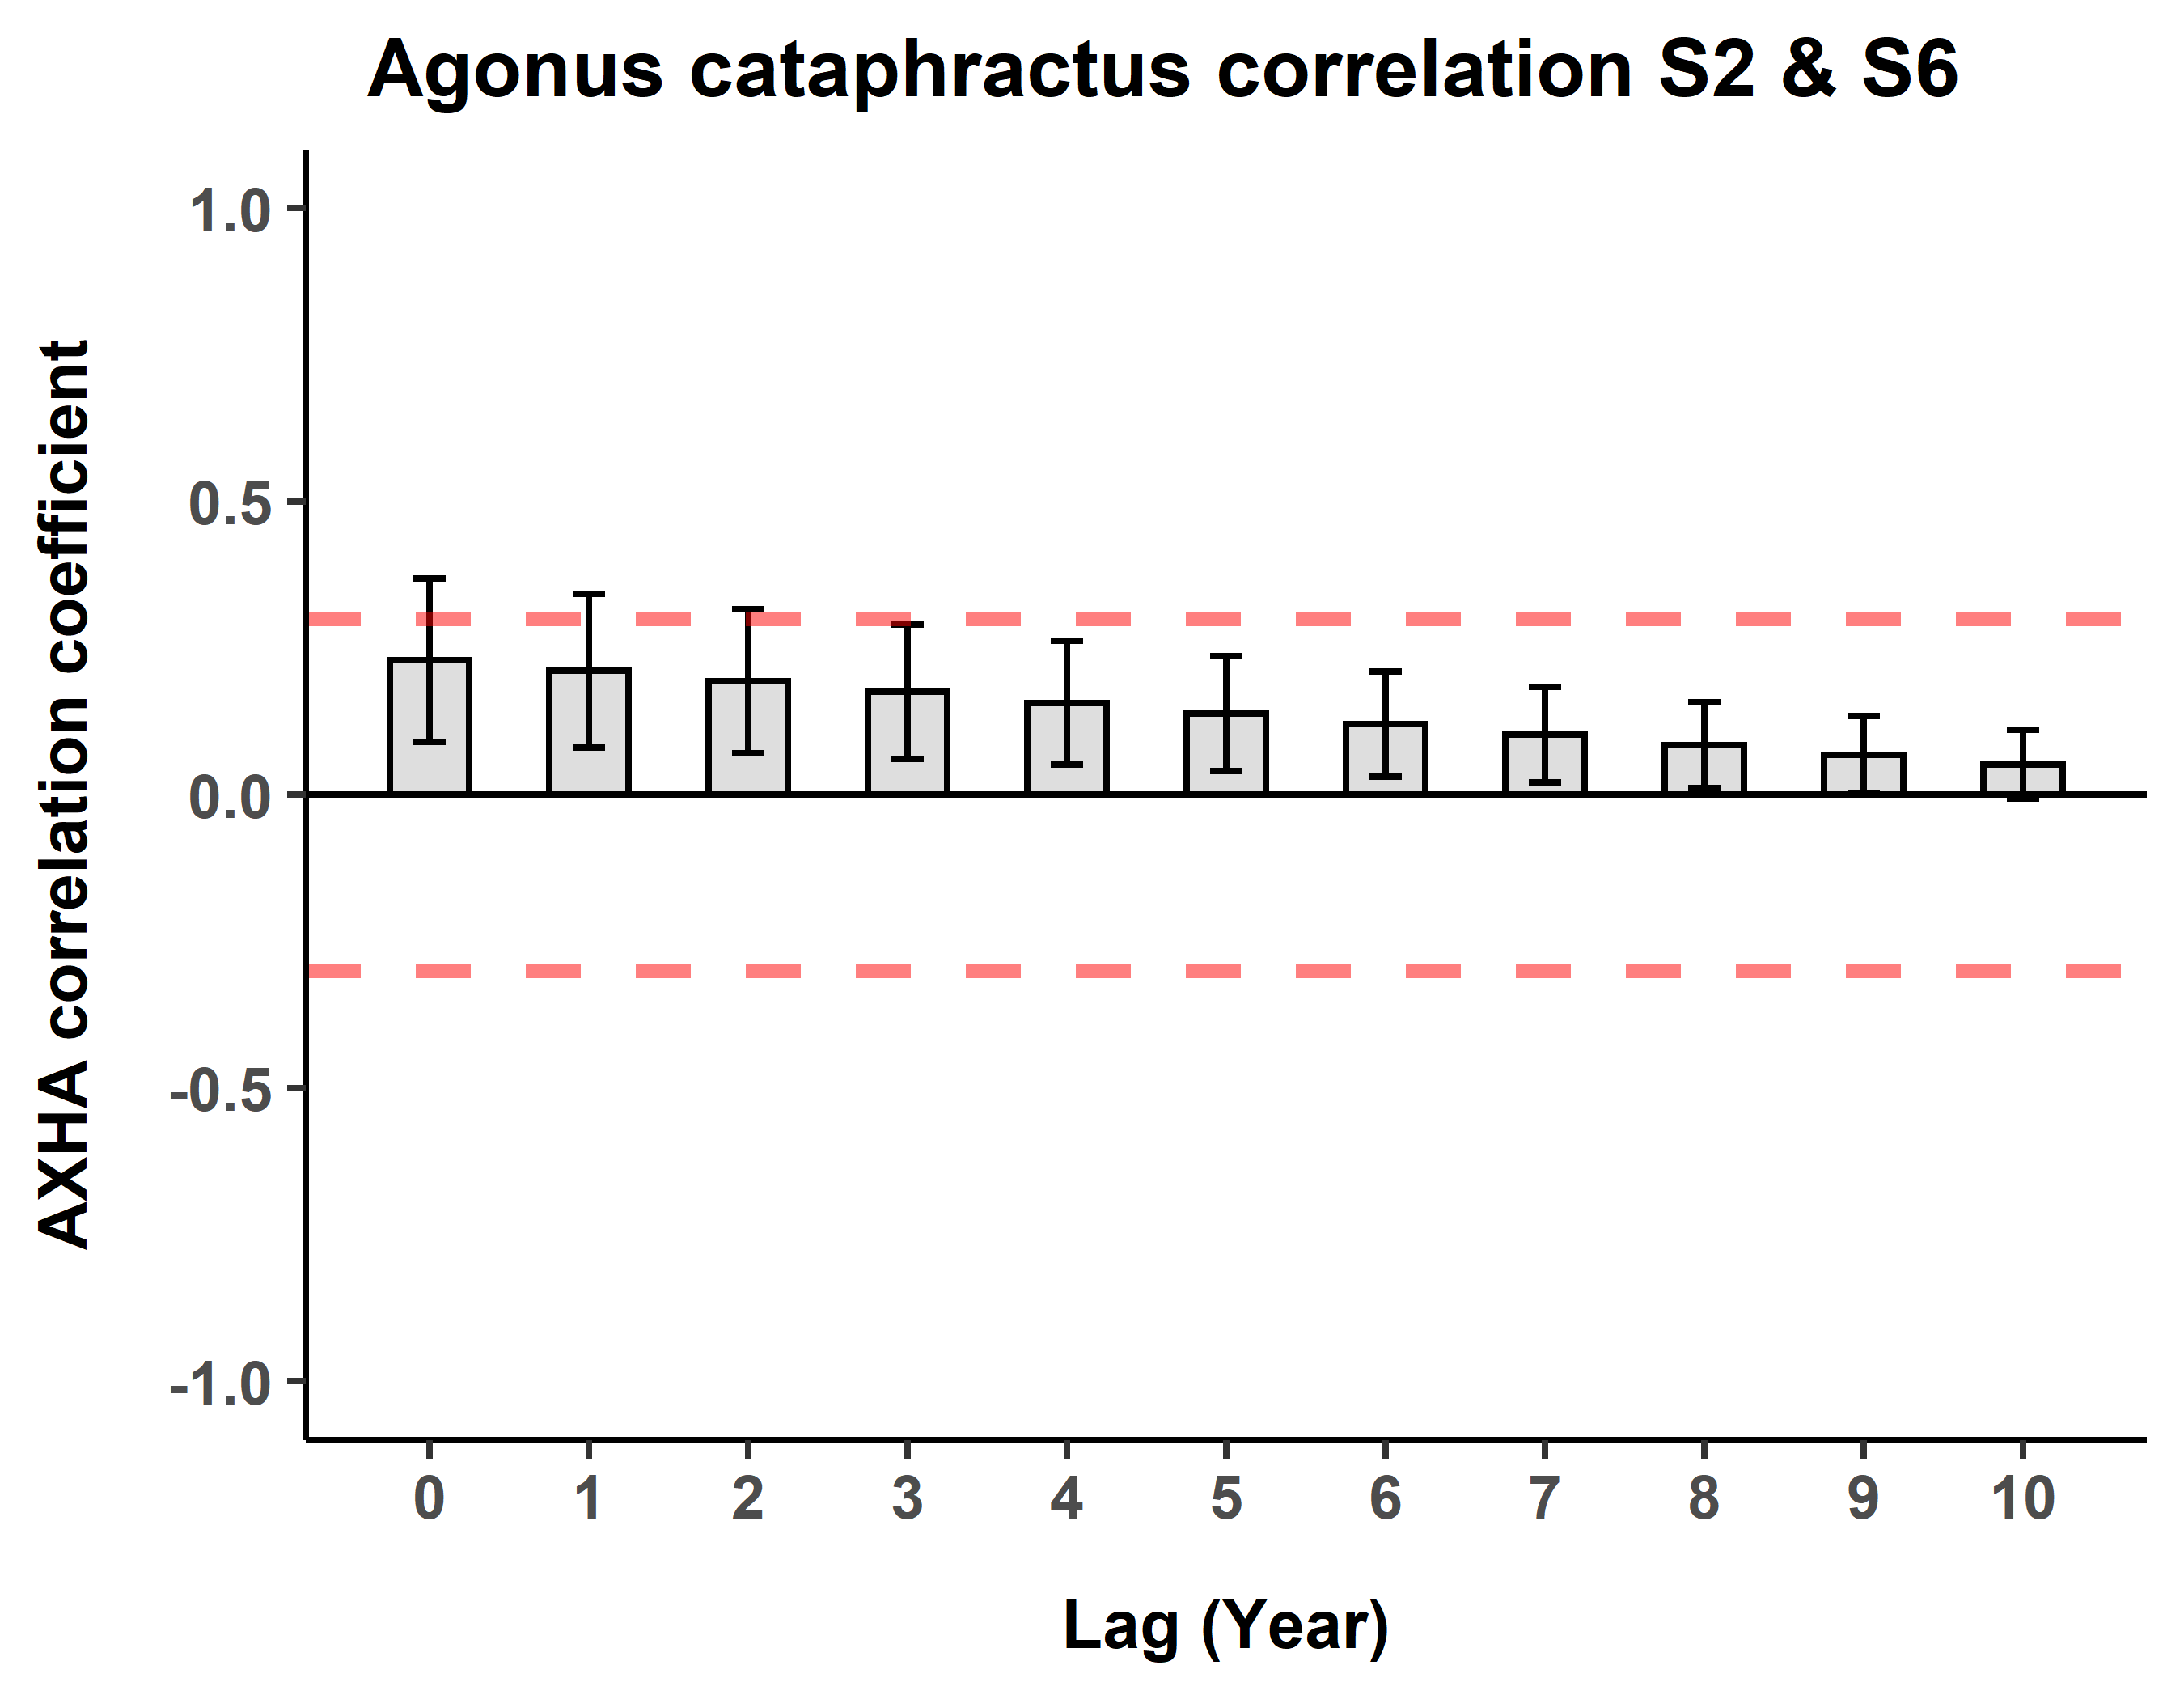 Agonus cataphractus correlation S2 & S6
AXHA correlation coefficient
1.0
0.5
0.0
-0.5
-1.0
0 1 2 3 4 5 6 7 8 9 10
Lag (Year)